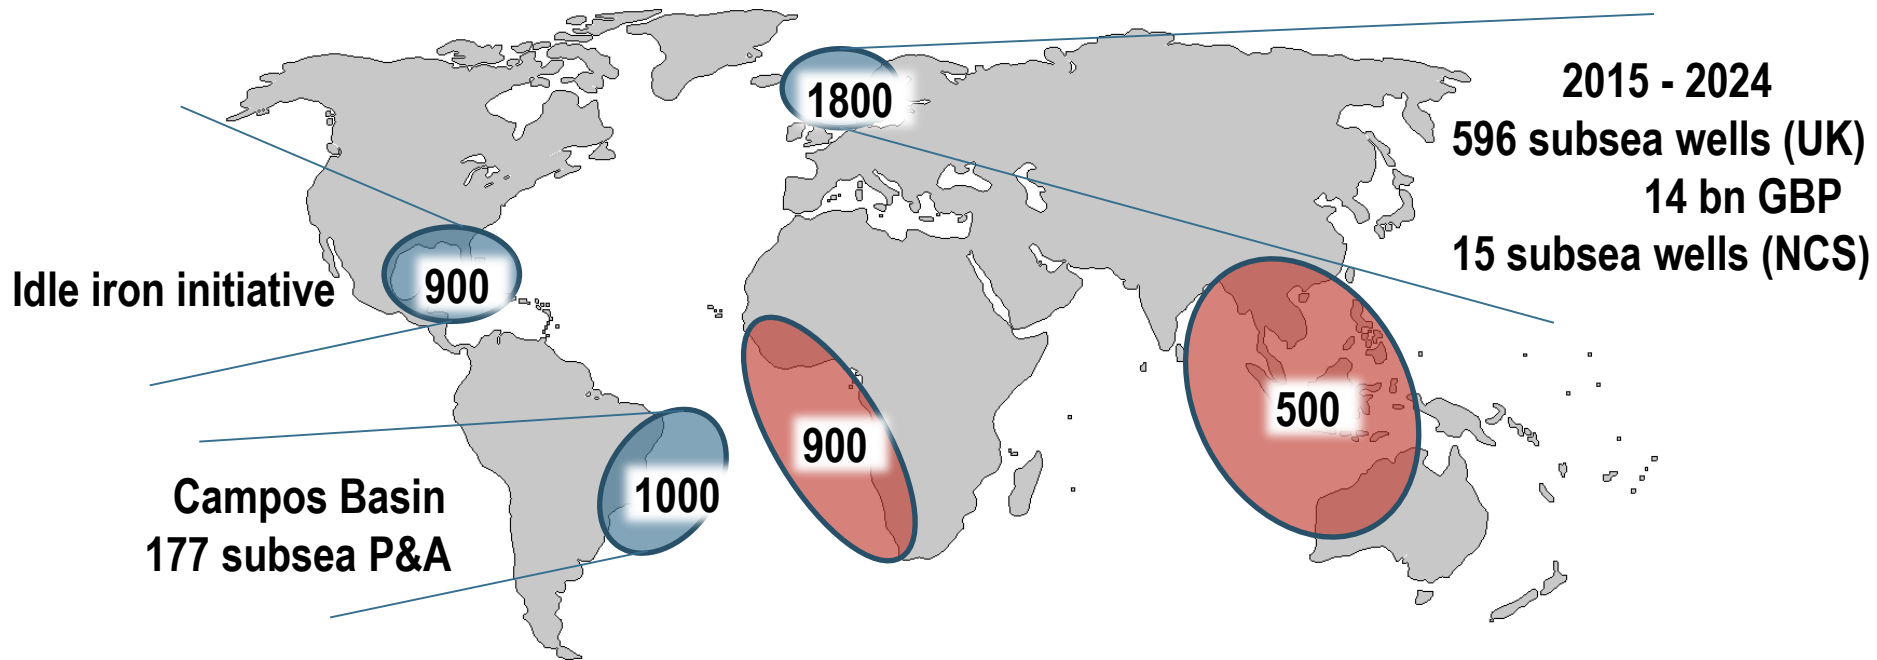 1800
2015 - 2024
596 subsea wells (UK)
14 bn GBP
15 subsea wells (NCS)
Idle iron initiative
900
500
900
1000
Campos Basin
177 subsea P&A